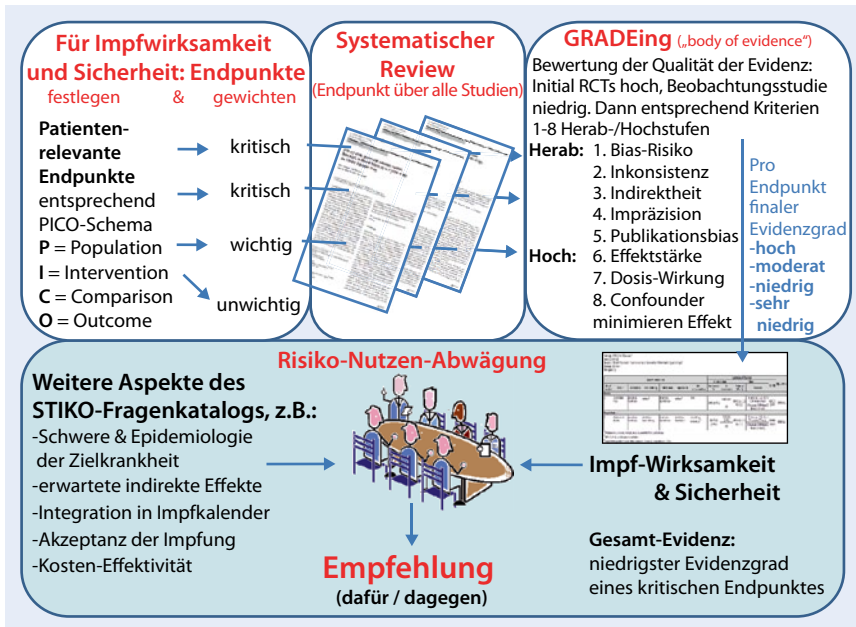 Für Impfwirksamkeit
und Sicherheit: Endpunkte
festlegen & gewichten
Patienten-
relevante
Endpunkte
entsprechend
PICO-Schema
P = Population
I = Intervention
C = Comparison
O = Outcome
kritisch
kritisch
wichtig
unwichtig
Systematischer
Review
(Endpunkt über alle Studien)
GRADEing („body of evidence“)
Bewertung der Qualität der Evidenz:
Initial RCTs hoch, Beobachtungsstudie
niedrig. Dann entsprechend Kriterien
1-8 Herab-/Hochstufen
Herab: 1. Bias-Risiko
2. Inkonsistenz
3. Indirektheit
4. Impräzision
5. Publikationsbias
Hoch: 6. Effektstärke
7. Dosis-Wirkung
8. Confounder
minimieren Effekt
Pro
Endpunkt
finaler
Evidenzgrad
-hoch
-moderat
-niedrig
-sehr
niedrig
Risiko-Nutzen-Abwägung
Weitere Aspekte des
STIKO-Fragenkatalogs, z.B.:
-Schwere & Epidemiologie
der Zielkrankheit
-erwartete indirekte Effekte
-Integration in Impfkalender
-Akzeptanz der Impfung
-Kosten-Effektivität
Empfehlung
(dafür / dagegen)
Impf-Wirksamkeit
& Sicherheit
Gesamt-Evidenz:
niedrigster Evidenzgrad
eines kritischen Endpunktes